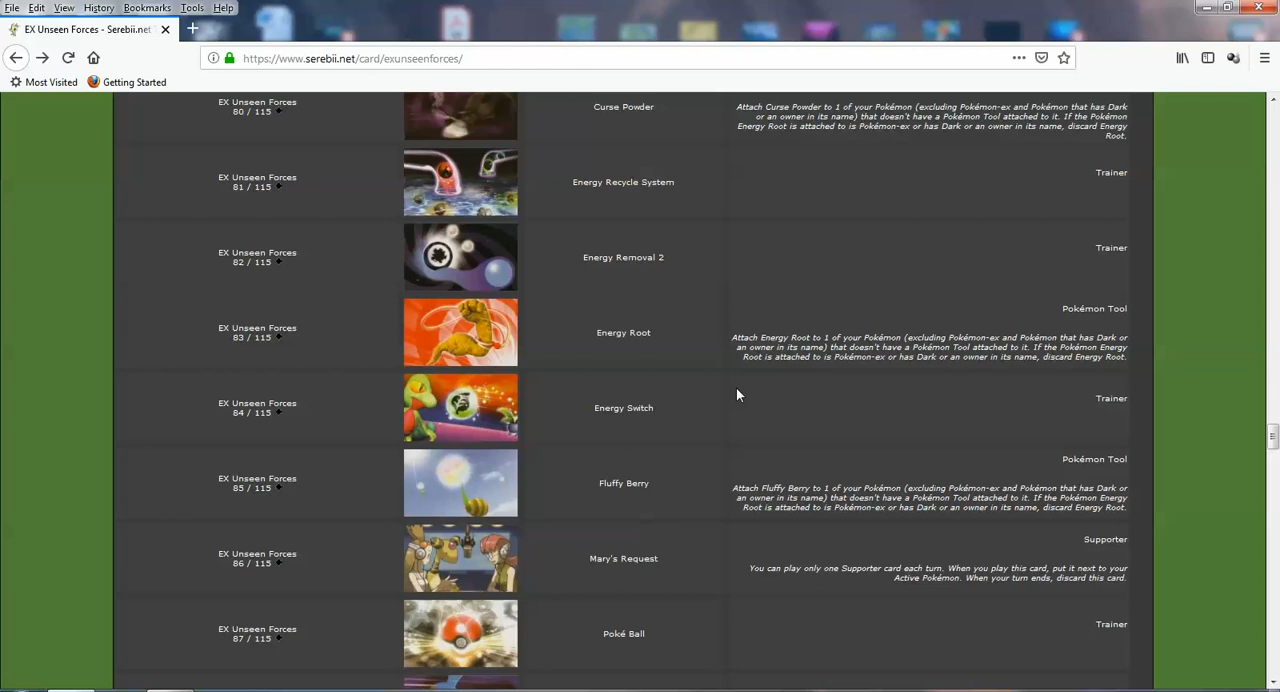 File Edit View History Bookmarks Tools Help
EX Unseen Forces - Serebii.net
https://www.serebii.net/card/exunseenforces/
Most Visited Getting Started
EX Unseen Forces
80 / 115
Curse Powder
Attach Curse Powder to 1 of your Pokémon (excluding Pokémon-ex and Pokémon that has Dark
or an owner in its name) that doesn't have a Pokémon Tool attached to it. If the Pokémon
Energy Root is attached to is Pokémon-ex or has Dark or an owner in its name, discard Energy
Root.
EX Unseen Forces
81 / 115
Energy Recycle System
Trainer
EX Unseen Forces
82 / 115
Energy Removal 2
Trainer
EX Unseen Forces
83 / 115
Energy Root
Pokémon Tool
Attach Energy Root to 1 of your Pokémon (excluding Pokémon-ex and Pokémon that has Dark or
an owner in its name) that doesn't have a Pokémon Tool attached to it. If the Pokémon Energy
Root is attached to is Pokémon-ex or has Dark or an owner in its name, discard Energy Root.
EX Unseen Forces
84 / 115
Energy Switch
Trainer
EX Unseen Forces
85 / 115
Fluffy Berry
Pokémon Tool
Attach Fluffy Berry to 1 of your Pokémon (excluding Pokémon-ex and Pokémon that has Dark or
an owner in its name) that doesn't have a Pokémon Tool attached to it. If the Pokémon Energy
Root is attached to is Pokémon-ex or has Dark or an owner in its name, discard Energy Root.
EX Unseen Forces
86 / 115
Mary's Request
Supporter
You can play only one Supporter card each turn. When you play this card, put it next to your
Active Pokémon. When your turn ends, discard this card.
EX Unseen Forces
87 / 115
Poké Ball
Trainer